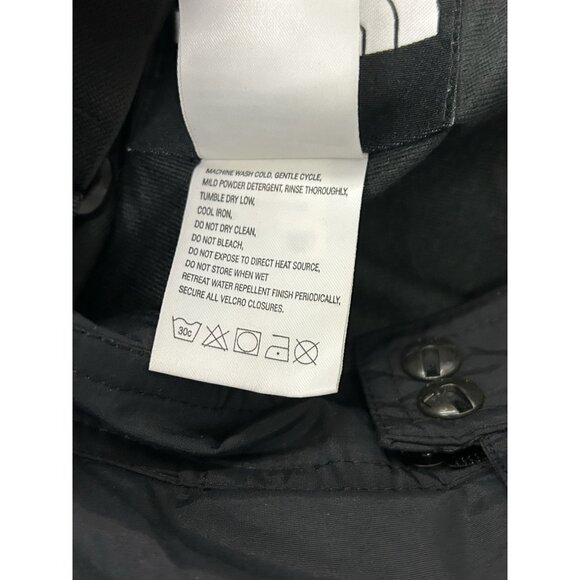 MACHINE WASH COLD, GENTLE CYCLE,
MILD POWDER DETERGENT, RINSE THOROUGHLY,
TUMBLE DRY LOW,
COOL IRON,
DO NOT DRY CLEAN,
DO NOT BLEACH,
DO NOT EXPOSE TO DIRECT HEAT SOURCE,
DO NOT STORE WHEN WET
RETREAT WATER REPELLENT FINISH PERIODICALLY,
SECURE ALL VELCRO CLOSURES.
30c